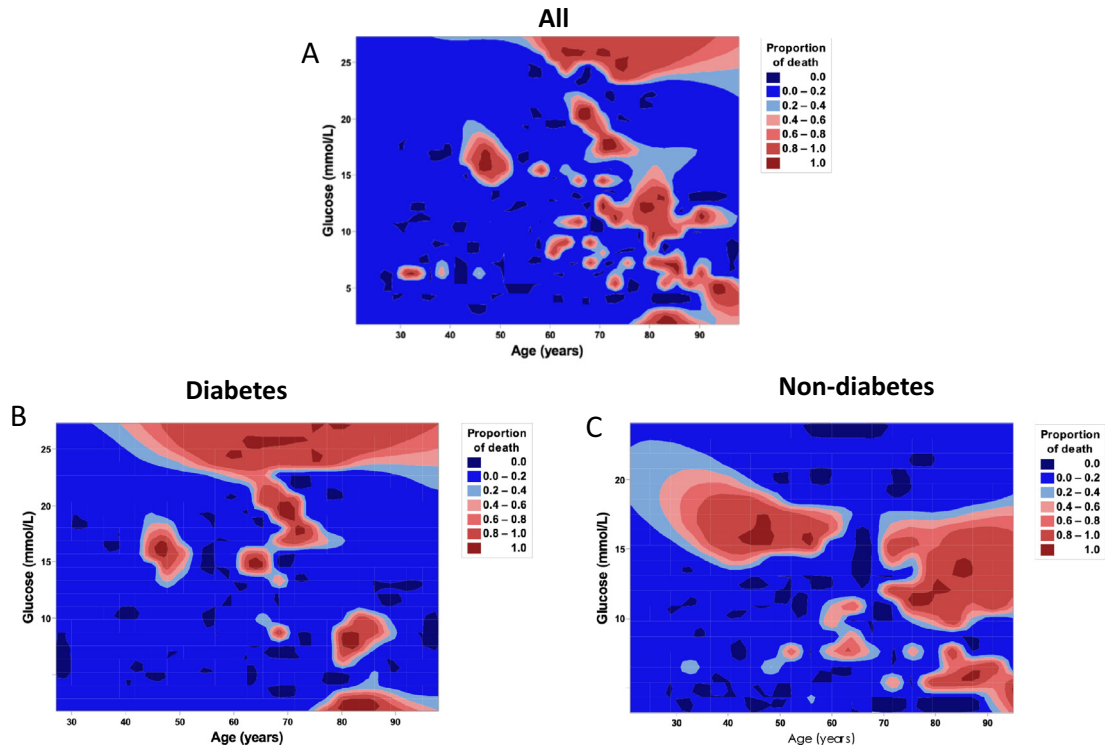 All
A
Glucose (mmol/L)
25
20
15
10
5
30 40 50 60 70 80 90
Age (years)
Proportion
of death
0.0
0.0 – 0.2
0.2 – 0.4
0.4 – 0.6
0.6 – 0.8
0.8 – 1.0
1.0
Diabetes
B
Glucose (mmol/L)
25
20
15
10
30 40 50 60 70 80 90
Age (years)
Proportion
of death
0.0
0.0 – 0.2
0.2 – 0.4
0.4 – 0.6
0.6 – 0.8
0.8 – 1.0
1.0
Non-diabetes
C
Glucose (mmol/L)
20
15
10
30 40 50 60 70 80 90
Age (years)
Proportion
of death
0.0
0.0 – 0.2
0.2 – 0.4
0.4 – 0.6
0.6 – 0.8
0.8 – 1.0
1.0